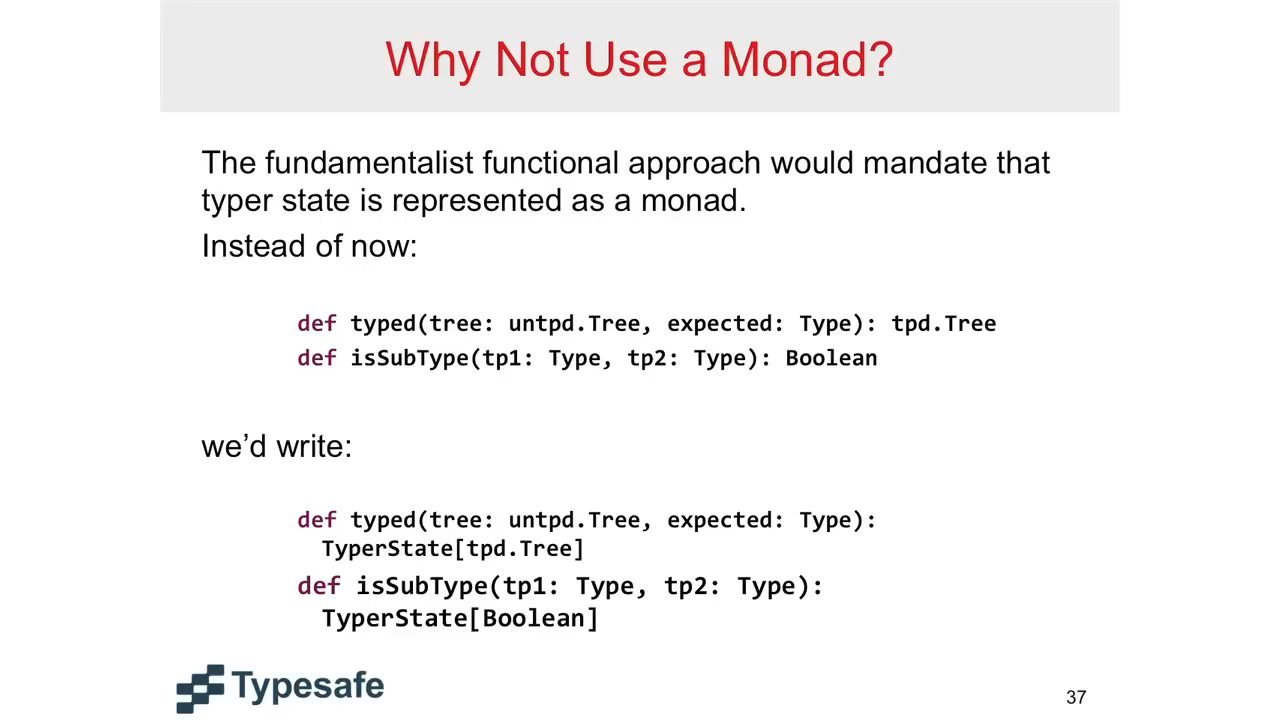 Why Not Use a Monad?
The fundamentalist functional approach would mandate that
typer state is represented as a monad.
Instead of now:
def typed(tree: untpd.Tree, expected: Type): tpd.Tree
def isSubType(tp1: Type, tp2: Type): Boolean
we’d write:
def typed(tree: untpd.Tree, expected: Type):
TyperState[tpd.Tree]
def isSubType(tp1: Type, tp2: Type):
TyperState[Boolean]
Typesafe
37